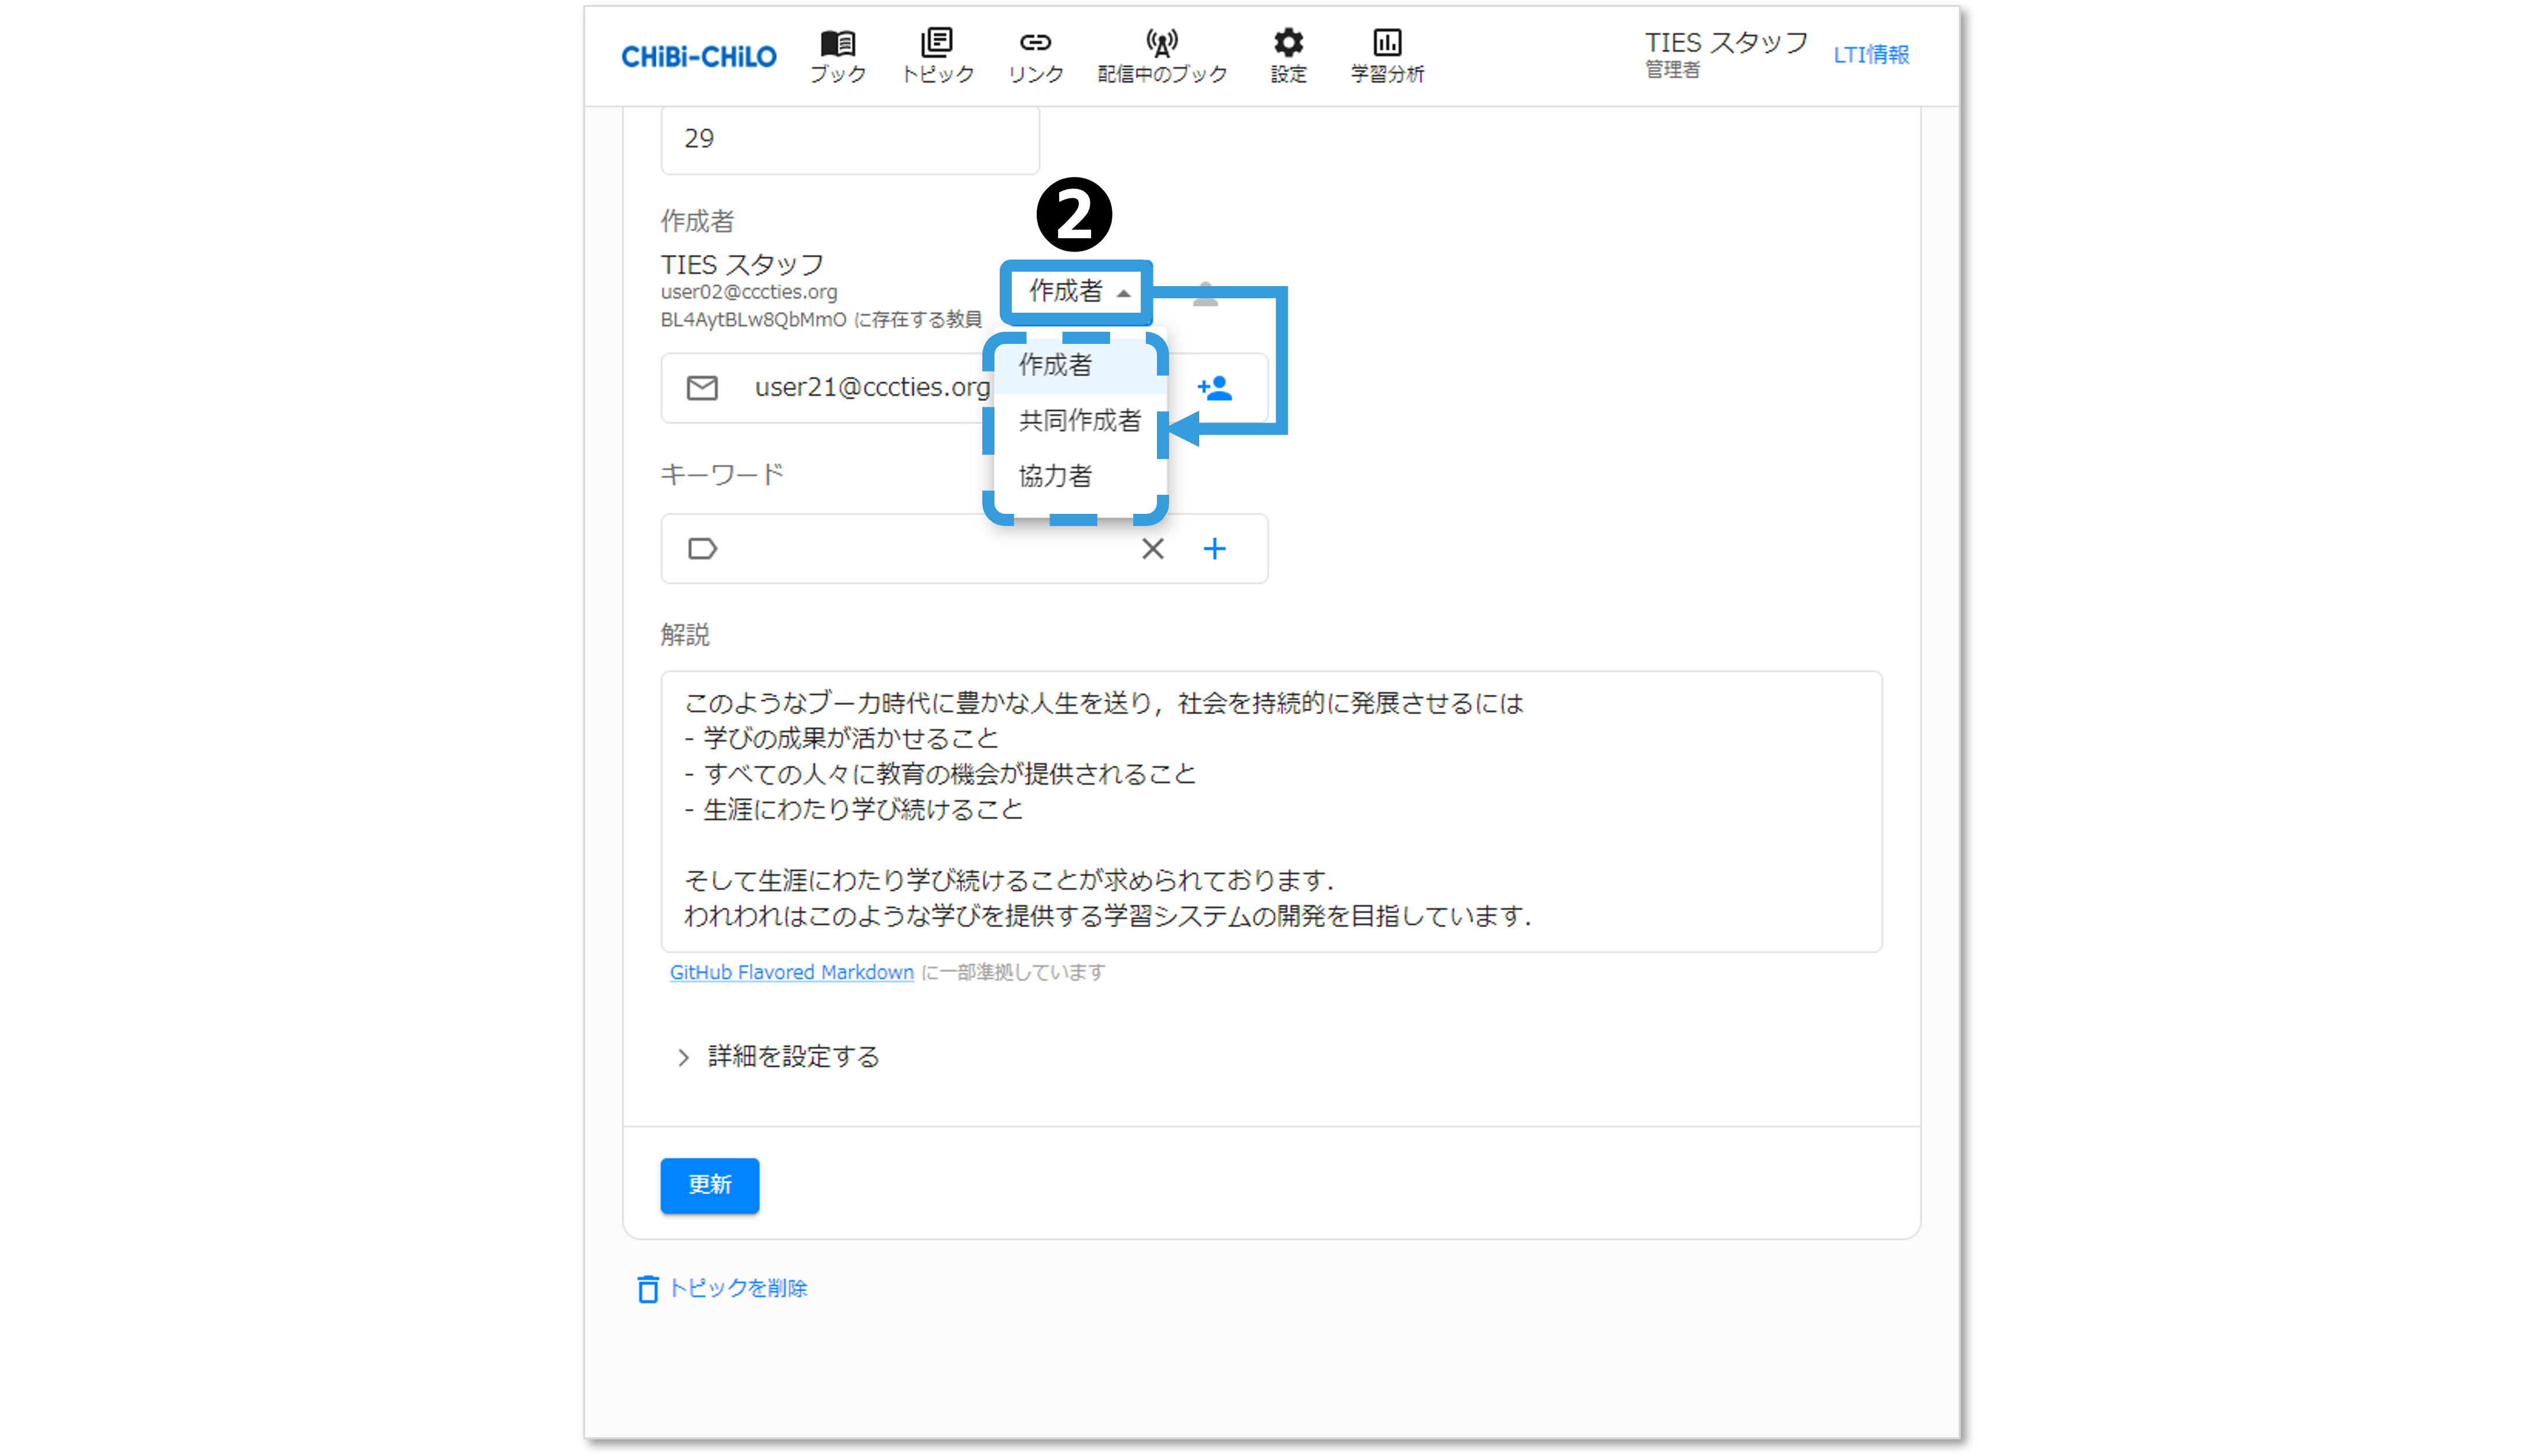 CHiBi-CHiLO
ブック
トピック
リンク
配信中のブック
設定
学習分析
TIES スタッフ
管理者
LTI情報
29
作成者
TIES スタッフ
user02@cccties.org
BL4AytBLw8QbMmO に存在する教員
2
作成者
作成者
共同作成者
協力者
user21@cccties.org
キーワード
解説
このようなブーカ時代に豊かな人生を送り，社会を持続的に発展させるには
- 学びの成果が活かせること
- すべての人々に教育の機会が提供されること
- 生涯にわたり学び続けること
そして生涯にわたり学び続けることが求められております．
われわれはこのような学びを提供する学習システムの開発を目指しています．
GitHub Flavored Markdown に一部準拠しています
詳細を設定する
更新
トピックを削除